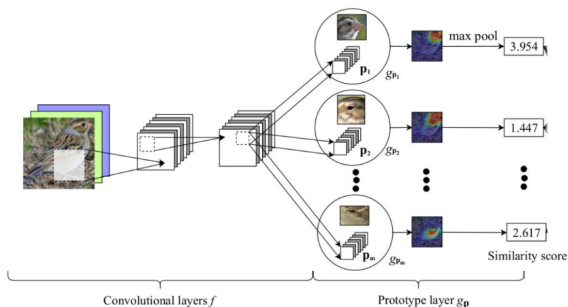 max pool
3.954
p₁
gp₁
1.447
p₂
gp₂
2.617
pₘ
gpₘ
Similarity score
Convolutional layers f
Prototype layer gp